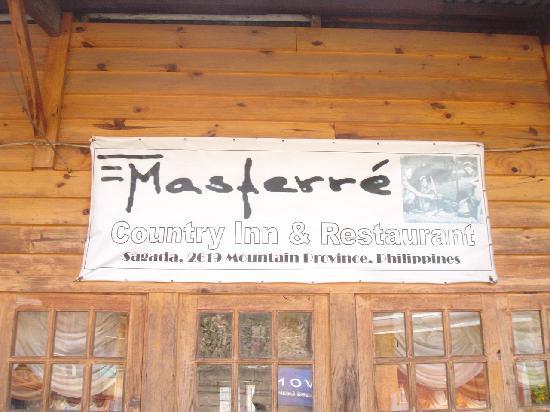 Masferré
Country Inn & Restaurant
Sagada, 2619 Mountain Province, Philippines